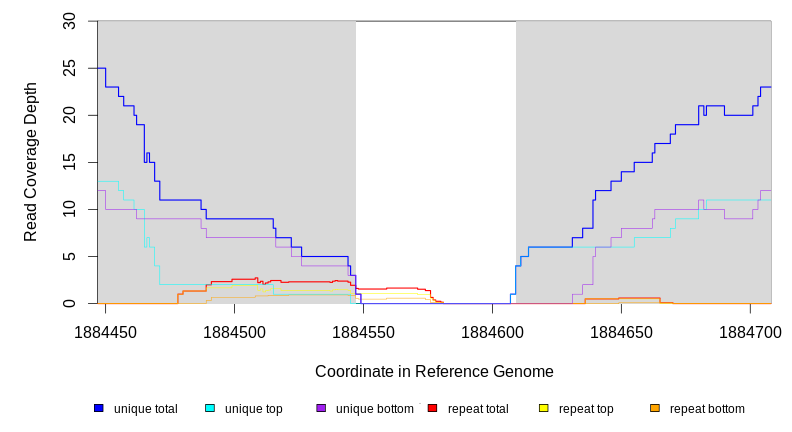 30
25
20
15
10
5
0
Read Coverage Depth
1884450 1884500 1884550 1884600 1884650 1884700
Coordinate in Reference Genome
unique total unique top unique bottom repeat total repeat top repeat bottom